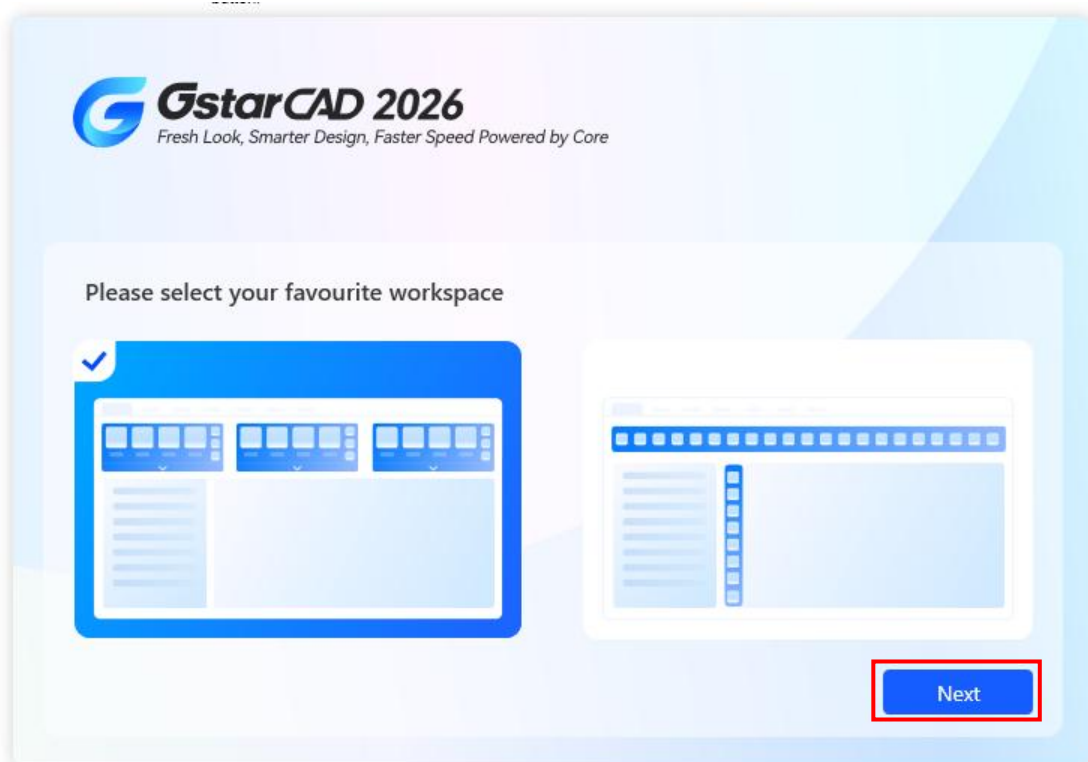 GstarCAD 2026
Fresh Look, Smarter Design, Faster Speed Powered by Core
Please select your favourite workspace
Next